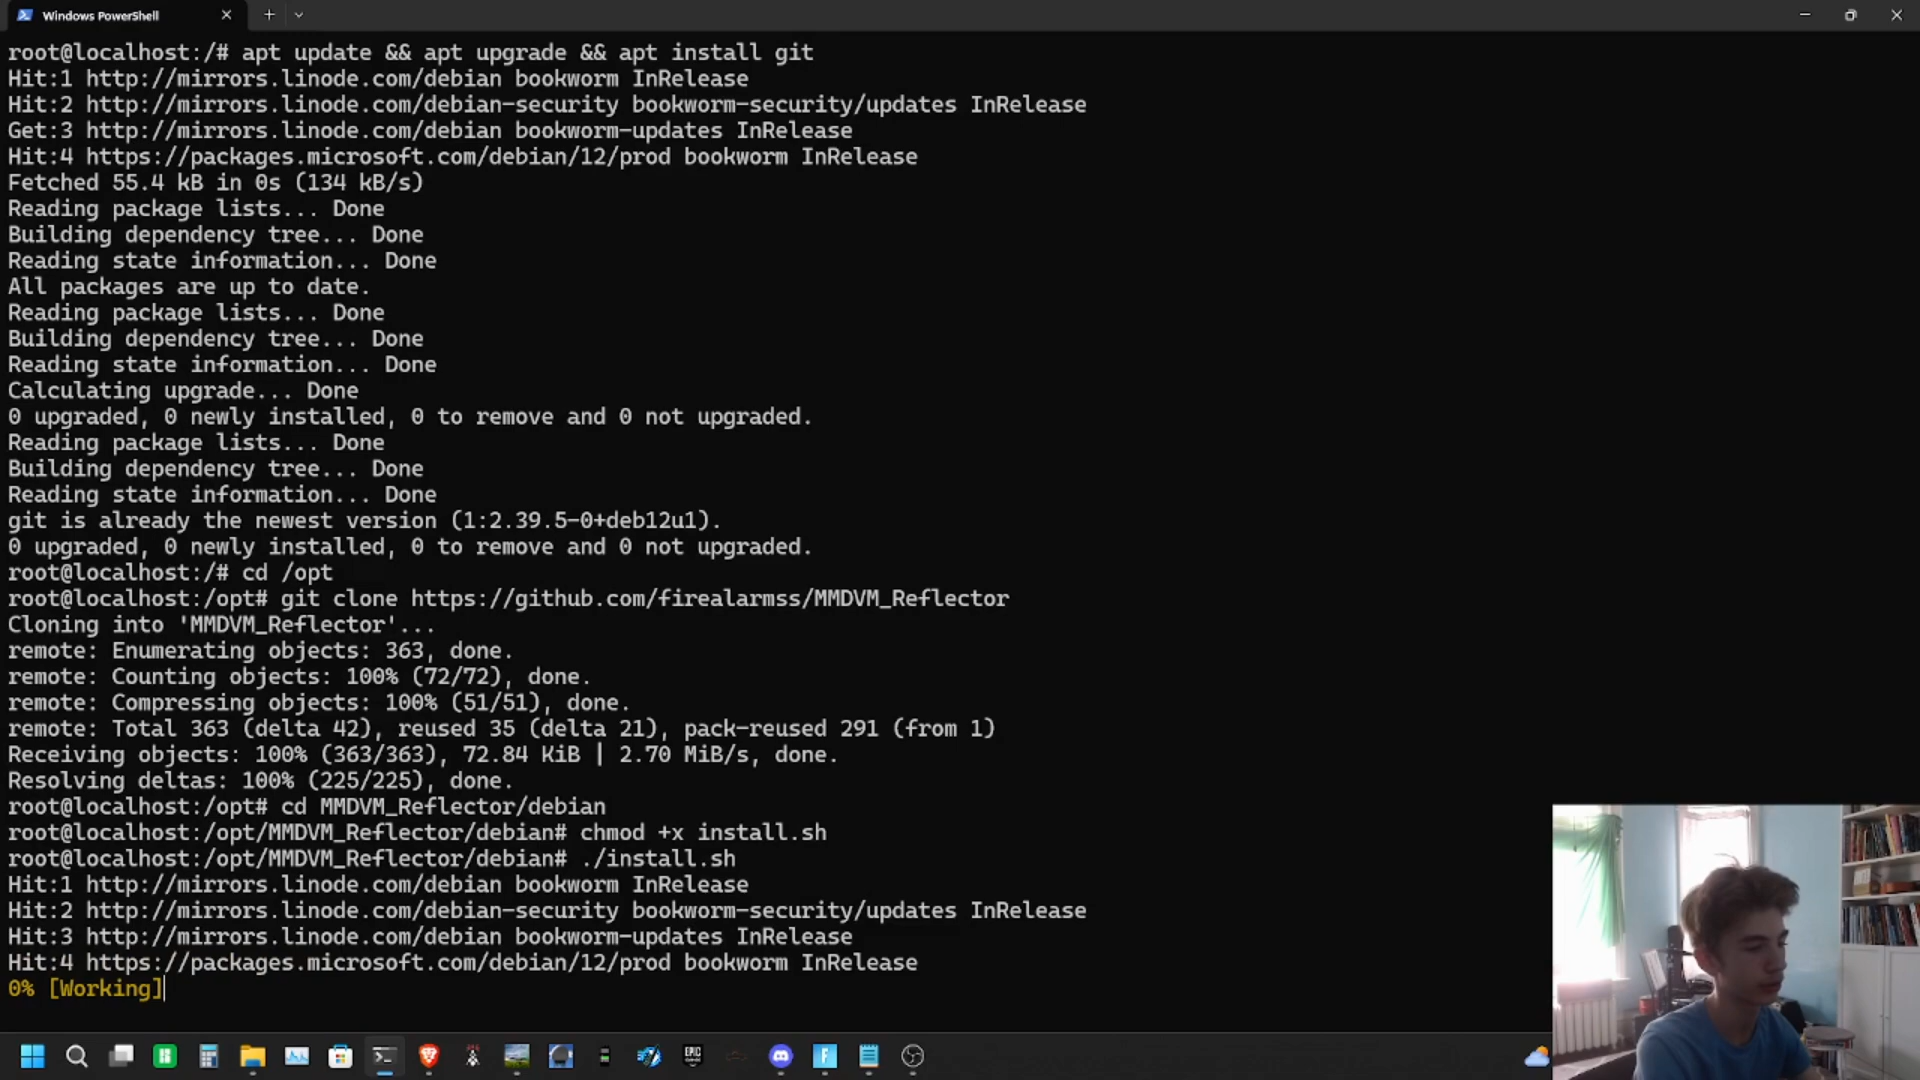 Windows PowerShell
root@localhost:/# apt update && apt upgrade && apt install git
Hit:1 http://mirrors.linode.com/debian bookworm InRelease
Hit:2 http://mirrors.linode.com/debian-security bookworm-security/updates InRelease
Get:3 http://mirrors.linode.com/debian bookworm-updates InRelease
Hit:4 https://packages.microsoft.com/debian/12/prod bookworm InRelease
Fetched 55.4 kB in 0s (134 kB/s)
Reading package lists... Done
Building dependency tree... Done
Reading state information... Done
All packages are up to date.
Reading package lists... Done
Building dependency tree... Done
Reading state information... Done
Calculating upgrade... Done
0 upgraded, 0 newly installed, 0 to remove and 0 not upgraded.
Reading package lists... Done
Building dependency tree... Done
Reading state information... Done
git is already the newest version (1:2.39.5-0+deb12u1).
0 upgraded, 0 newly installed, 0 to remove and 0 not upgraded.
root@localhost:/# cd /opt
root@localhost:/opt# git clone https://github.com/firealarmss/MMDVM_Reflector
Cloning into 'MMDVM_Reflector'...
remote: Enumerating objects: 363, done.
remote: Counting objects: 100% (72/72), done.
remote: Compressing objects: 100% (51/51), done.
remote: Total 363 (delta 42), reused 35 (delta 21), pack-reused 291 (from 1)
Receiving objects: 100% (363/363), 72.84 KiB | 2.70 MiB/s, done.
Resolving deltas: 100% (225/225), done.
root@localhost:/opt# cd MMDVM_Reflector/debian
root@localhost:/opt/MMDVM_Reflector/debian# chmod +x install.sh
root@localhost:/opt/MMDVM_Reflector/debian# ./install.sh
Hit:1 http://mirrors.linode.com/debian bookworm InRelease
Hit:2 http://mirrors.linode.com/debian-security bookworm-security/updates InRelease
Hit:3 http://mirrors.linode.com/debian bookworm-updates InRelease
Hit:4 https://packages.microsoft.com/debian/12/prod bookworm InRelease
0% [Working]
EPIC